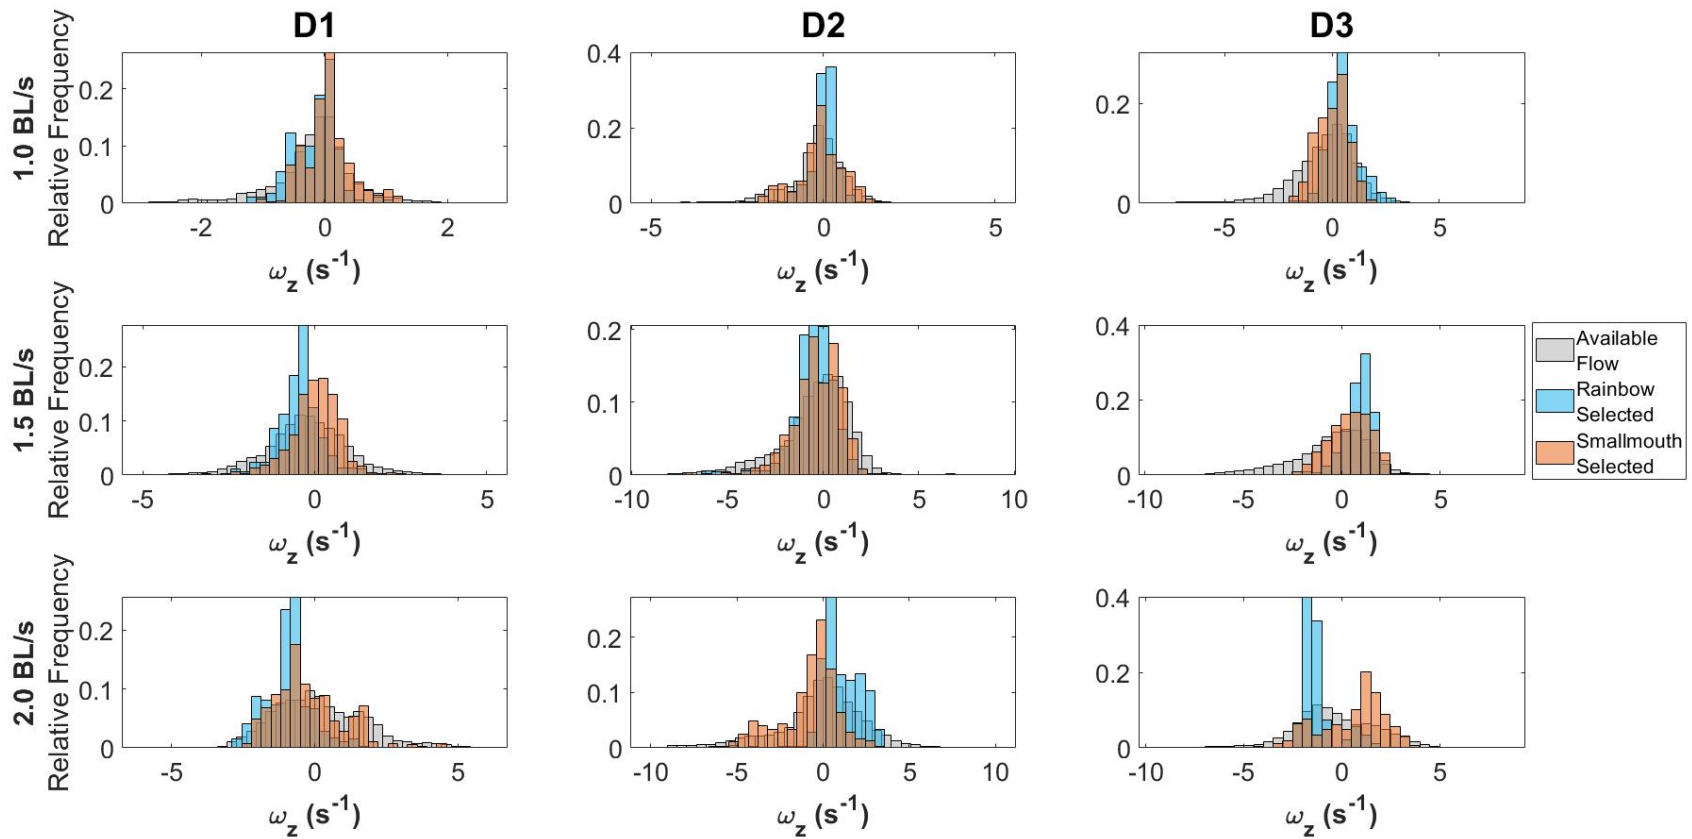 D1
D2
D3
1.0 BL/s
Relative Frequency
0.2
0.1
0
-2
0
2
ωz (s-1)
0.4
0.2
0
-5
0
5
ωz (s-1)
0.2
0
-5
0
5
ωz (s-1)
1.5 BL/s
Relative Frequency
0.2
0.1
0
-5
0
5
ωz (s-1)
0.2
0.1
0
-10
-5
0
5
10
ωz (s-1)
0.4
0.2
0
-10
-5
0
5
ωz (s-1)
Available
Flow
Rainbow
Selected
Smallmouth
Selected
2.0 BL/s
Relative Frequency
0.2
0.1
0
-5
0
5
ωz (s-1)
0.2
0.1
0
-10
-5
0
5
10
ωz (s-1)
0.4
0.2
0
-10
-5
0
5
ωz (s-1)